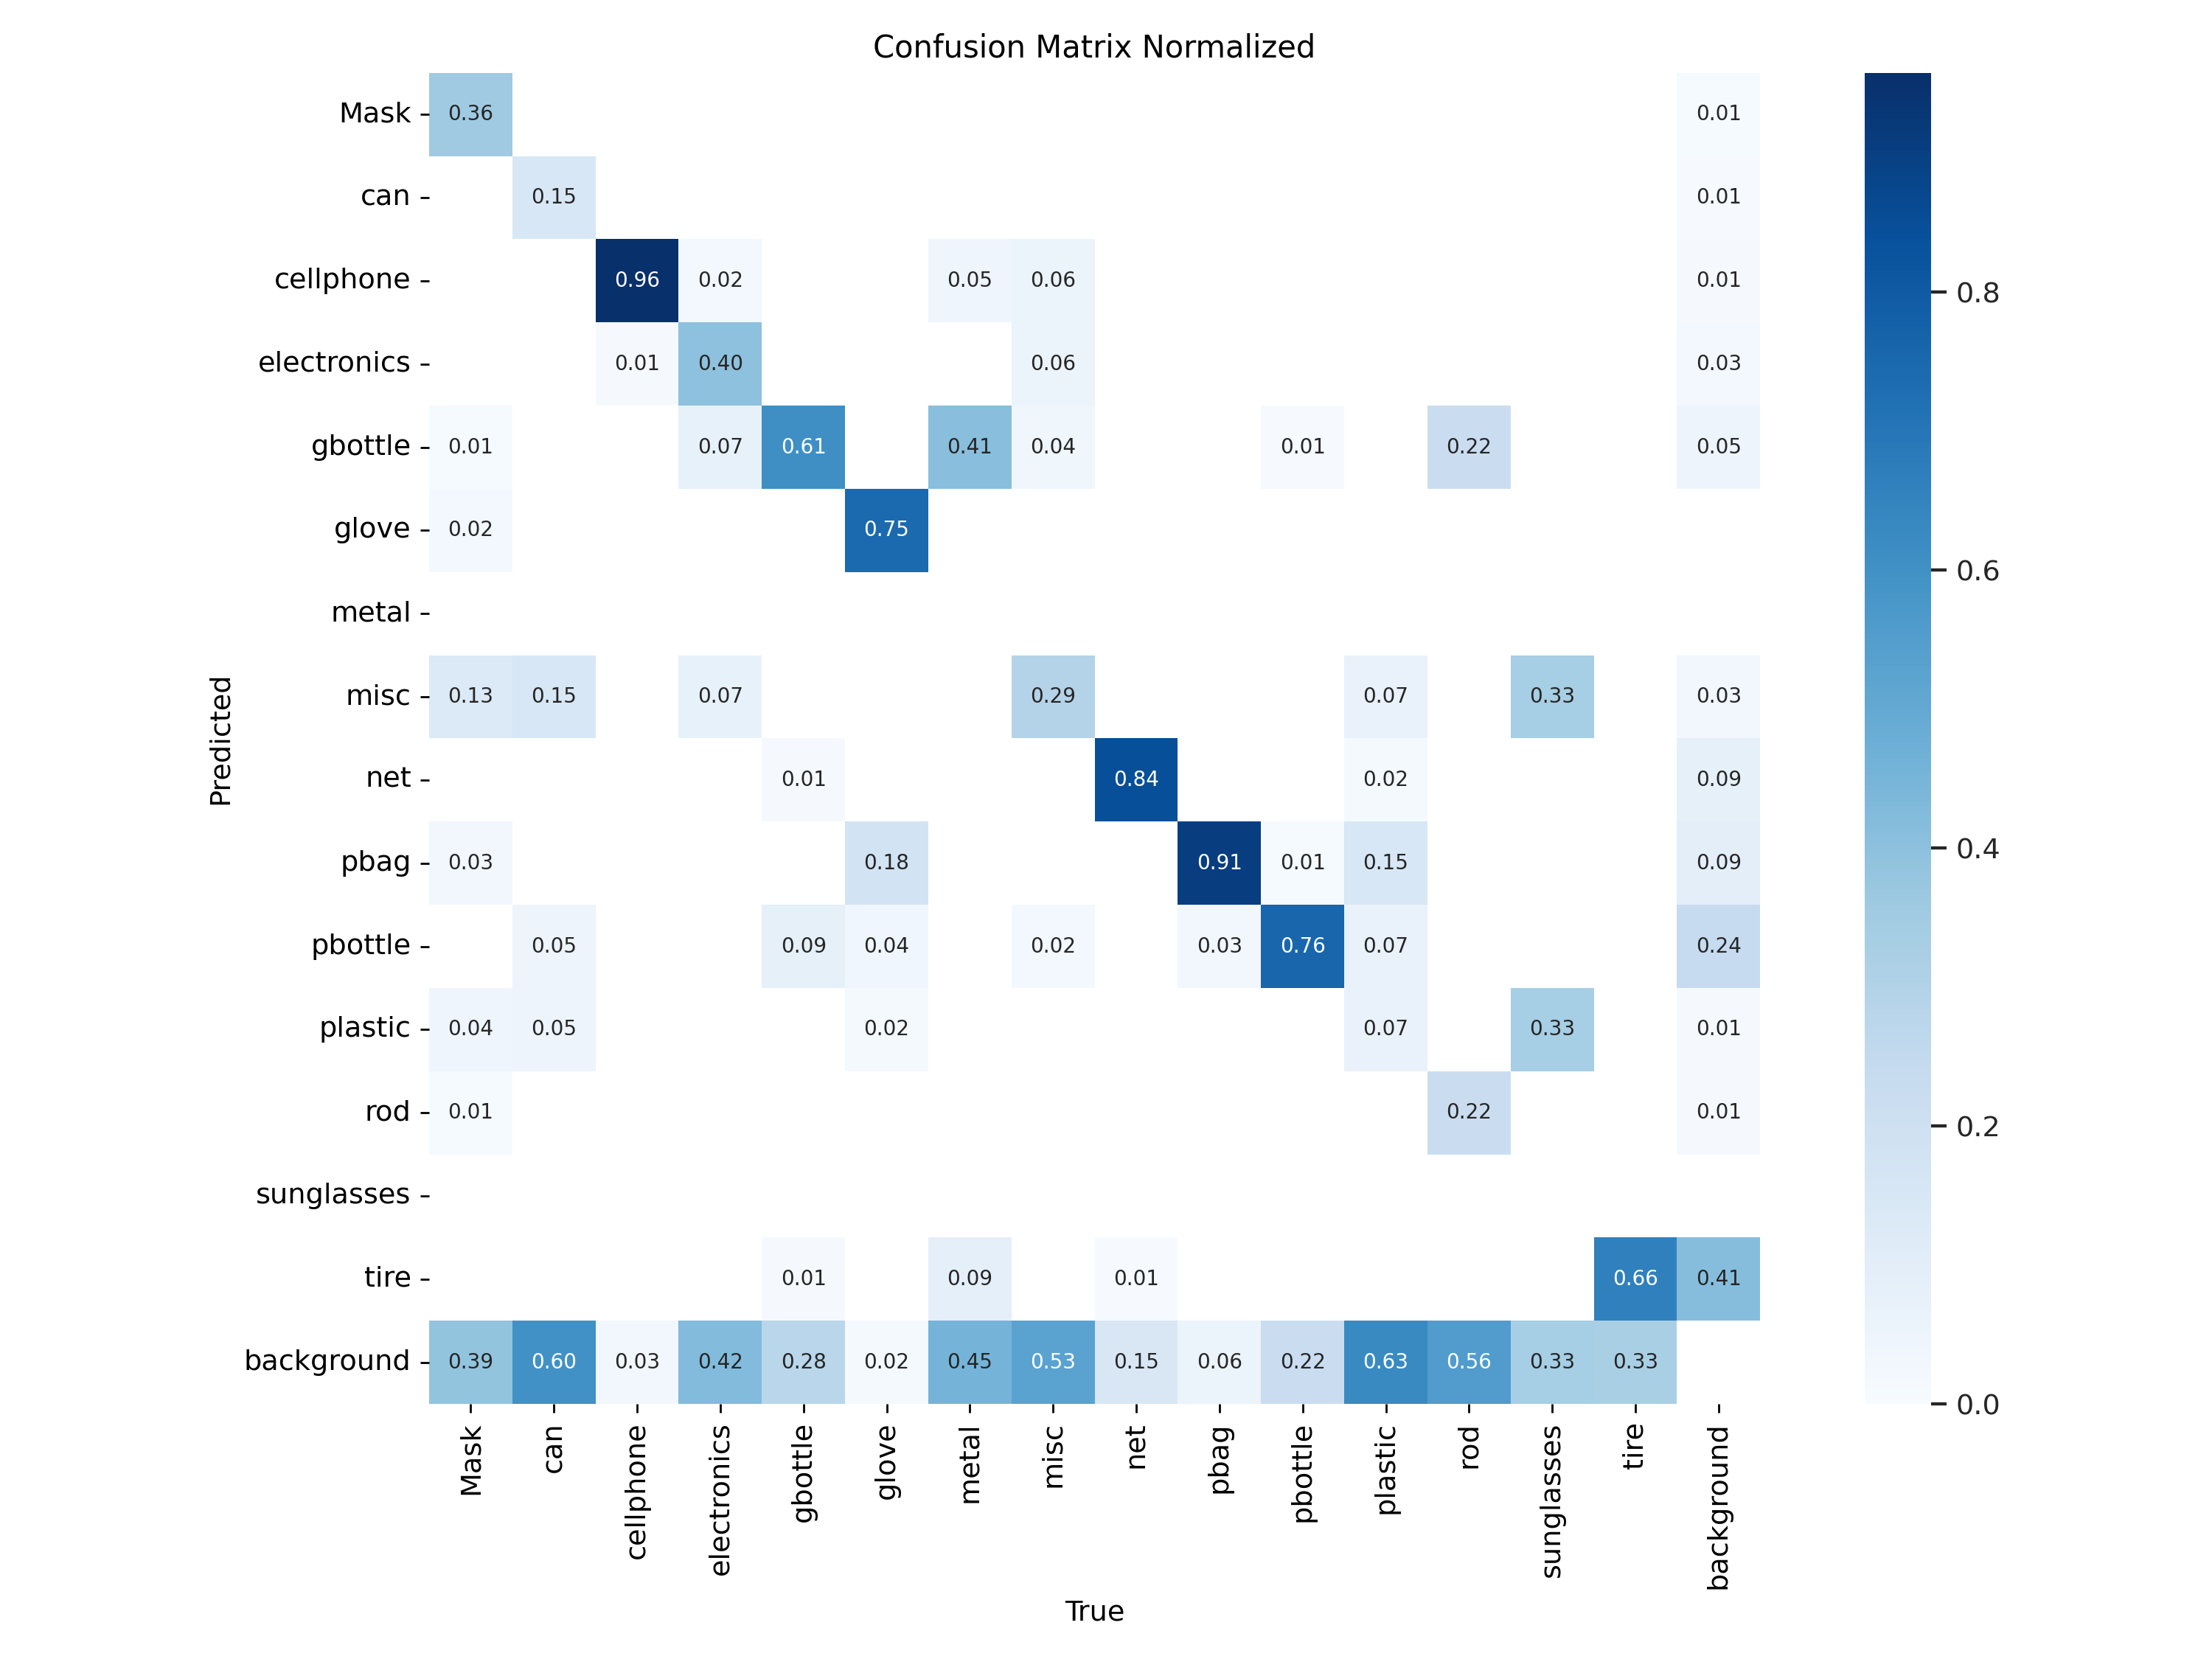 Confusion Matrix Normalized
Mask 0.36 0.01
can 0.15 0.01
cellphone 0.96 0.02 0.05 0.06 0.01
0.8
electronics 0.01 0.40 0.06 0.03
gbottle 0.01 0.07 0.61 0.41 0.04 0.01 0.22 0.05
glove 0.02 0.75
0.6
metal
misc 0.13 0.15 0.07 0.29 0.07 0.33 0.03
Predicted
net 0.01 0.84 0.02 0.09
0.4
pbag 0.03 0.18 0.91 0.01 0.15 0.09
pbottle 0.05 0.09 0.04 0.02 0.03 0.76 0.07 0.24
plastic 0.04 0.05 0.02 0.07 0.33 0.01
rod 0.01 0.22 0.01
0.2
sunglasses
tire 0.01 0.09 0.01 0.66 0.41
background 0.39 0.60 0.03 0.42 0.28 0.02 0.45 0.53 0.15 0.06 0.22 0.63 0.56 0.33 0.33
0.0
Mask can cellphone electronics gbottle glove metal misc net pbag pbottle plastic rod sunglasses tire background
True